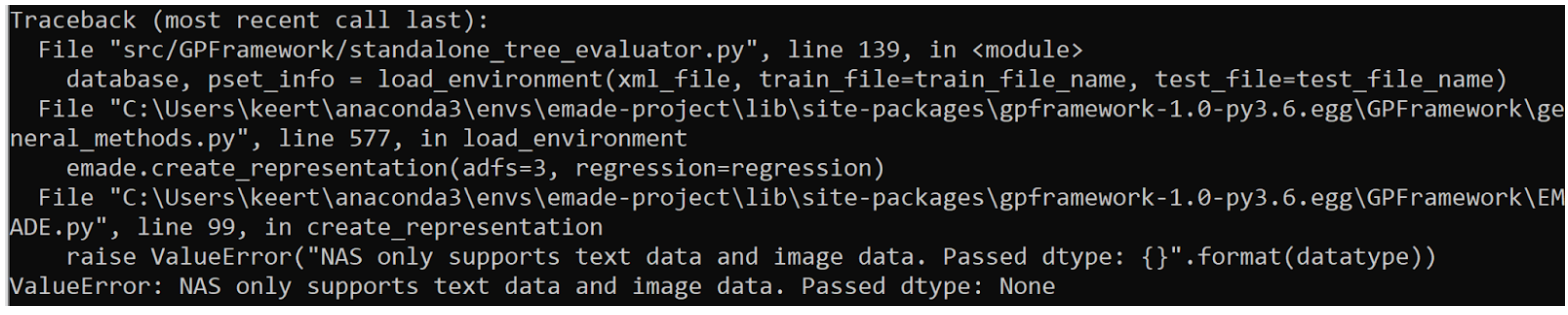 Traceback (most recent call last):
  File "src/GPFramework/standalone_tree_evaluator.py", line 139, in <module>
    database, pset_info = load_environment(xml_file, train_file=train_file_name, test_file=test_file_name)
  File "C:\Users\keert\anaconda3\envs\emade-project\lib\site-packages\gpframework-1.0-py3.6.egg\GPFramework\ge
neral_methods.py", line 577, in load_environment
    emade.create_representation(adfs=3, regression=regression)
  File "C:\Users\keert\anaconda3\envs\emade-project\lib\site-packages\gpframework-1.0-py3.6.egg\GPFramework\EM
ADE.py", line 99, in create_representation
    raise ValueError("NAS only supports text data and image data. Passed dtype: {}".format(datatype))
ValueError: NAS only supports text data and image data. Passed dtype: None